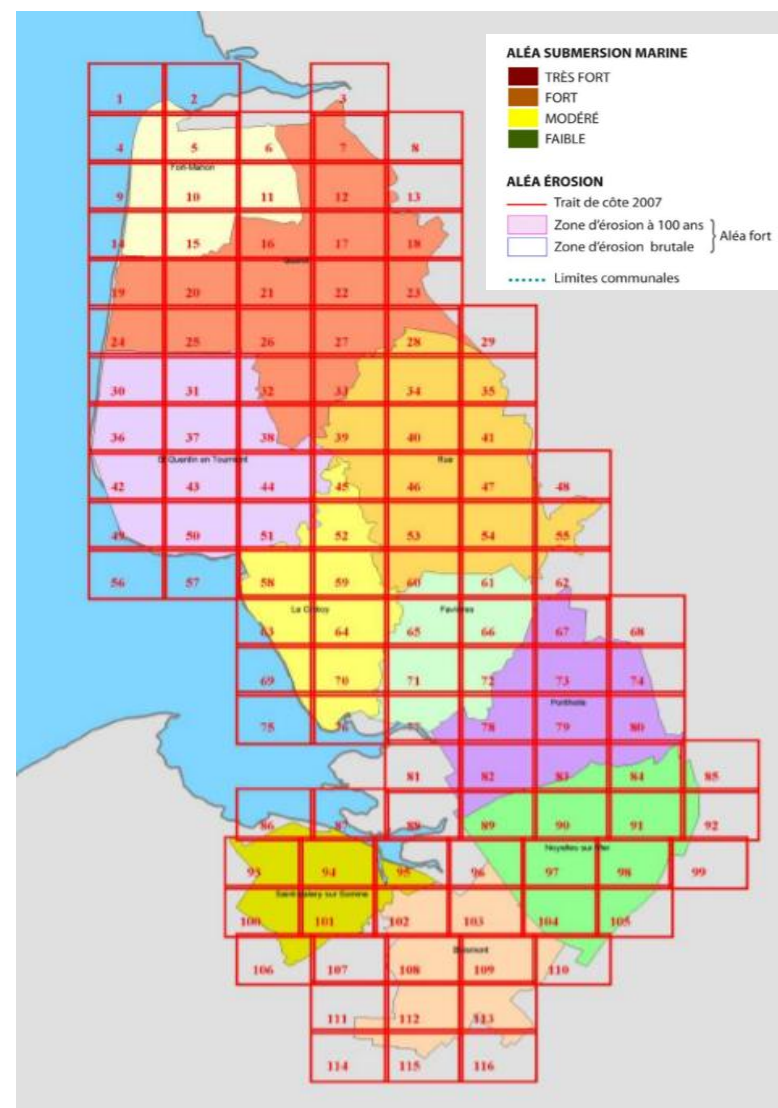 ALÉA SUBMERSION MARINE
TRÈS FORT
FORT
MODÉRÉ
FAIBLE
ALÉA ÉROSION
Trait de côte 2007
Zone d'érosion à 100 ans
Zone d'érosion brutale
Aléa fort
Limites communales
1 2 3
4 5 6 7 8
Fort-Mahon
9 10 11 12 13
14 15 16 17 18
19 20 21 22 23
24 25 26 27 28 29
30 31 32 33 34 35
36 37 38 39 40 41
St Quentin en Tourmont Rue
42 43 44 45 46 47 48
49 50 51 52 53 54 55
56 57 58 59 60 61 62
Le Crotoy Favières
63 64 65 66 67 68
69 70 71 72 73 74
Ponthoile
75 76 77 78 79 80
81 82 83 84 85
86 87 88 89 90 91 92
Noyelles sur Mer
93 94 95 96 97 98 99
Saint Valery sur Somme
100 101 102 103 104 105
Boismont
106 107 108 109 110
111 112 113
114 115 116